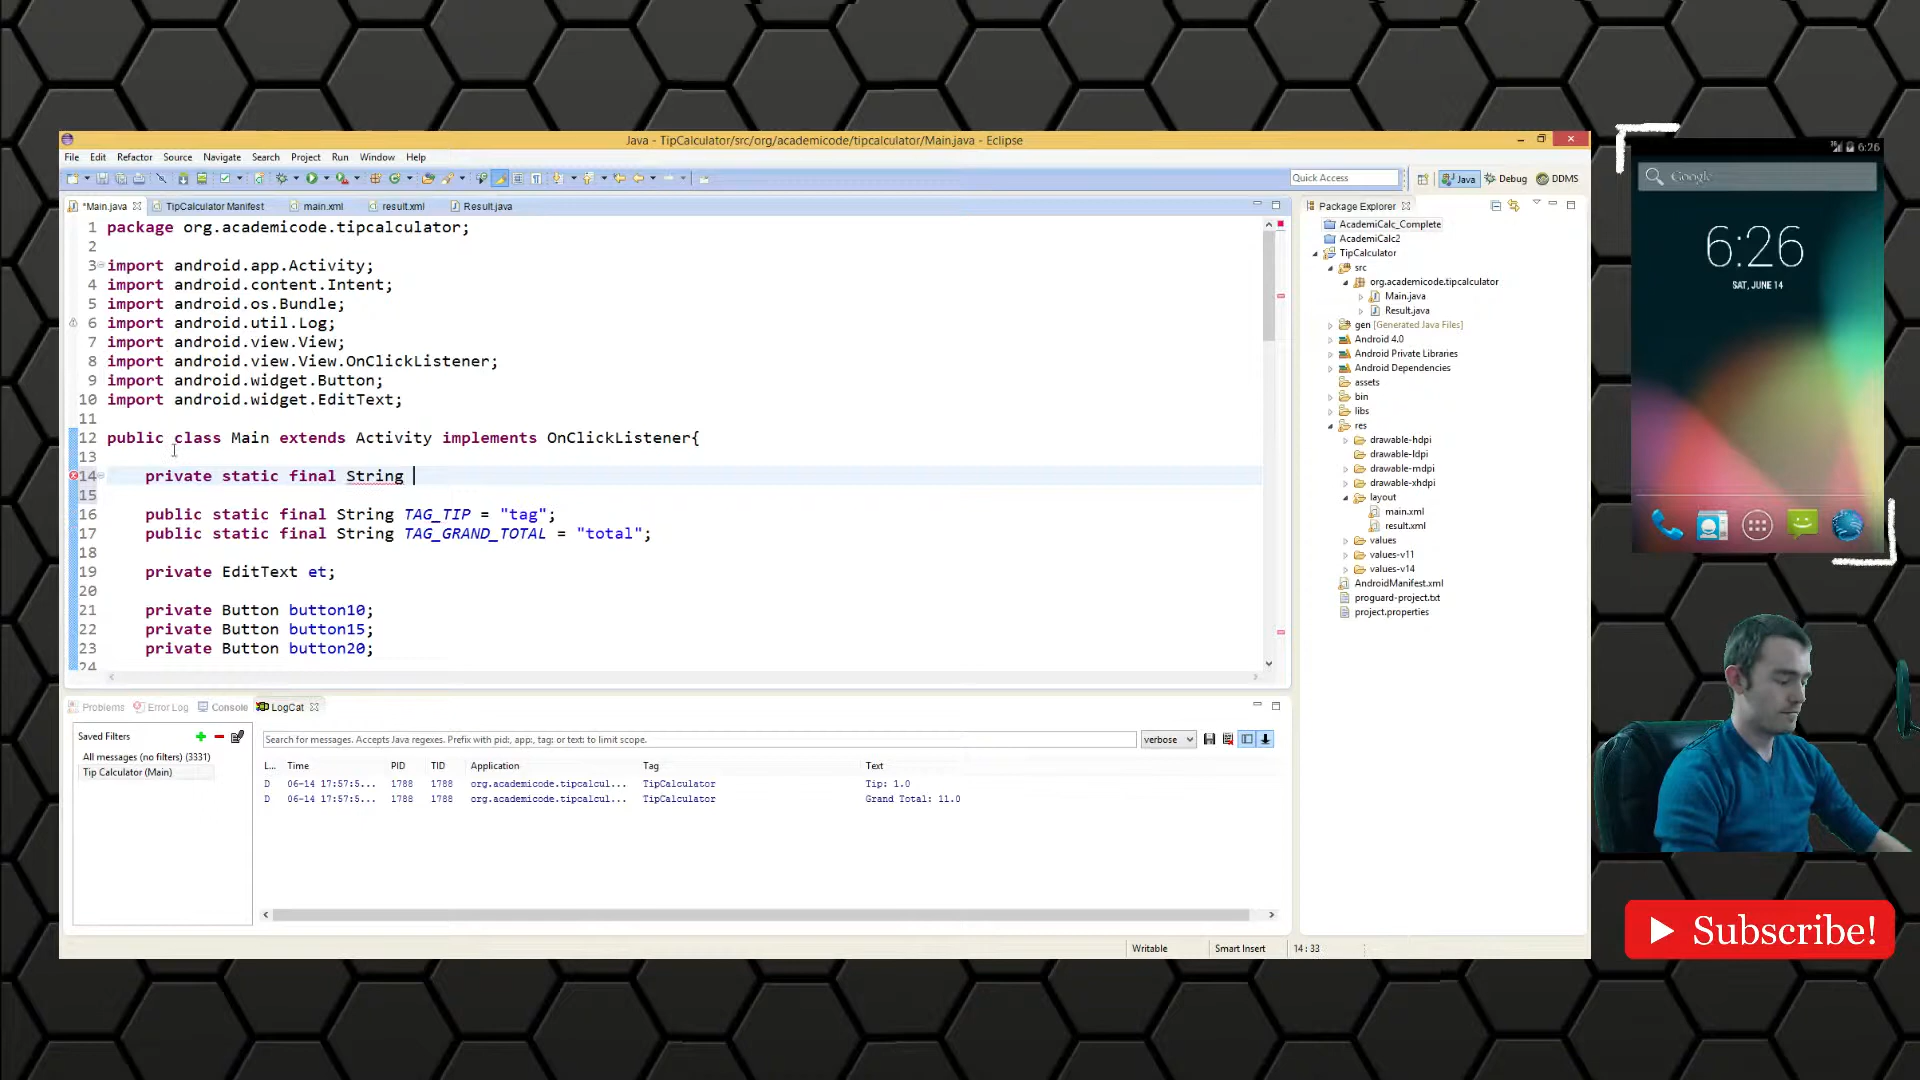 Java - TipCalculator/src/org/academicode/tipcalculator/Main.java - Eclipse
File Edit Refactor Source Navigate Search Project Run Window Help
Quick Access
Java
Debug
DDMS
*Main.java
TipCalculator Manifest
main.xml
result.xml
Result.java
1 package org.academicode.tipcalculator;
2
3 import android.app.Activity;
4 import android.content.Intent;
5 import android.os.Bundle;
6 import android.util.Log;
7 import android.view.View;
8 import android.view.View.OnClickListener;
9 import android.widget.Button;
10 import android.widget.EditText;
11
12 public class Main extends Activity implements OnClickListener{
13
14 private static final String
15
16 public static final String TAG_TIP = "tag";
17 public static final String TAG_GRAND_TOTAL = "total";
18
19 private EditText et;
20
21 private Button button10;
22 private Button button15;
23 private Button button20;
24
Package Explorer
AcademiCalc_Complete
AcademiCalc2
TipCalculator
src
org.academicode.tipcalculator
Main.java
Result.java
gen [Generated Java Files]
Android 4.0
Android Private Libraries
Android Dependencies
assets
bin
libs
res
drawable-hdpi
drawable-ldpi
drawable-mdpi
drawable-xhdpi
layout
main.xml
result.xml
values
values-v11
values-v14
AndroidManifest.xml
proguard-project.txt
project.properties
Problems
Error Log
Console
LogCat
Saved Filters
All messages (no filters) (3331)
Tip Calculator (Main)
Search for messages. Accepts Java regexes. Prefix with pid:, app:, tag: or text: to limit scope.
verbose
L... Time PID TID Application Tag Text
D 06-14 17:57:5... 1788 1788 org.academicode.tipcalcul... TipCalculator Tip: 1.0
D 06-14 17:57:5... 1788 1788 org.academicode.tipcalcul... TipCalculator Grand Total: 11.0
Writable
Smart Insert
14 : 33
6:26
Google
6:26
SAT, JUNE 14
Subscribe!